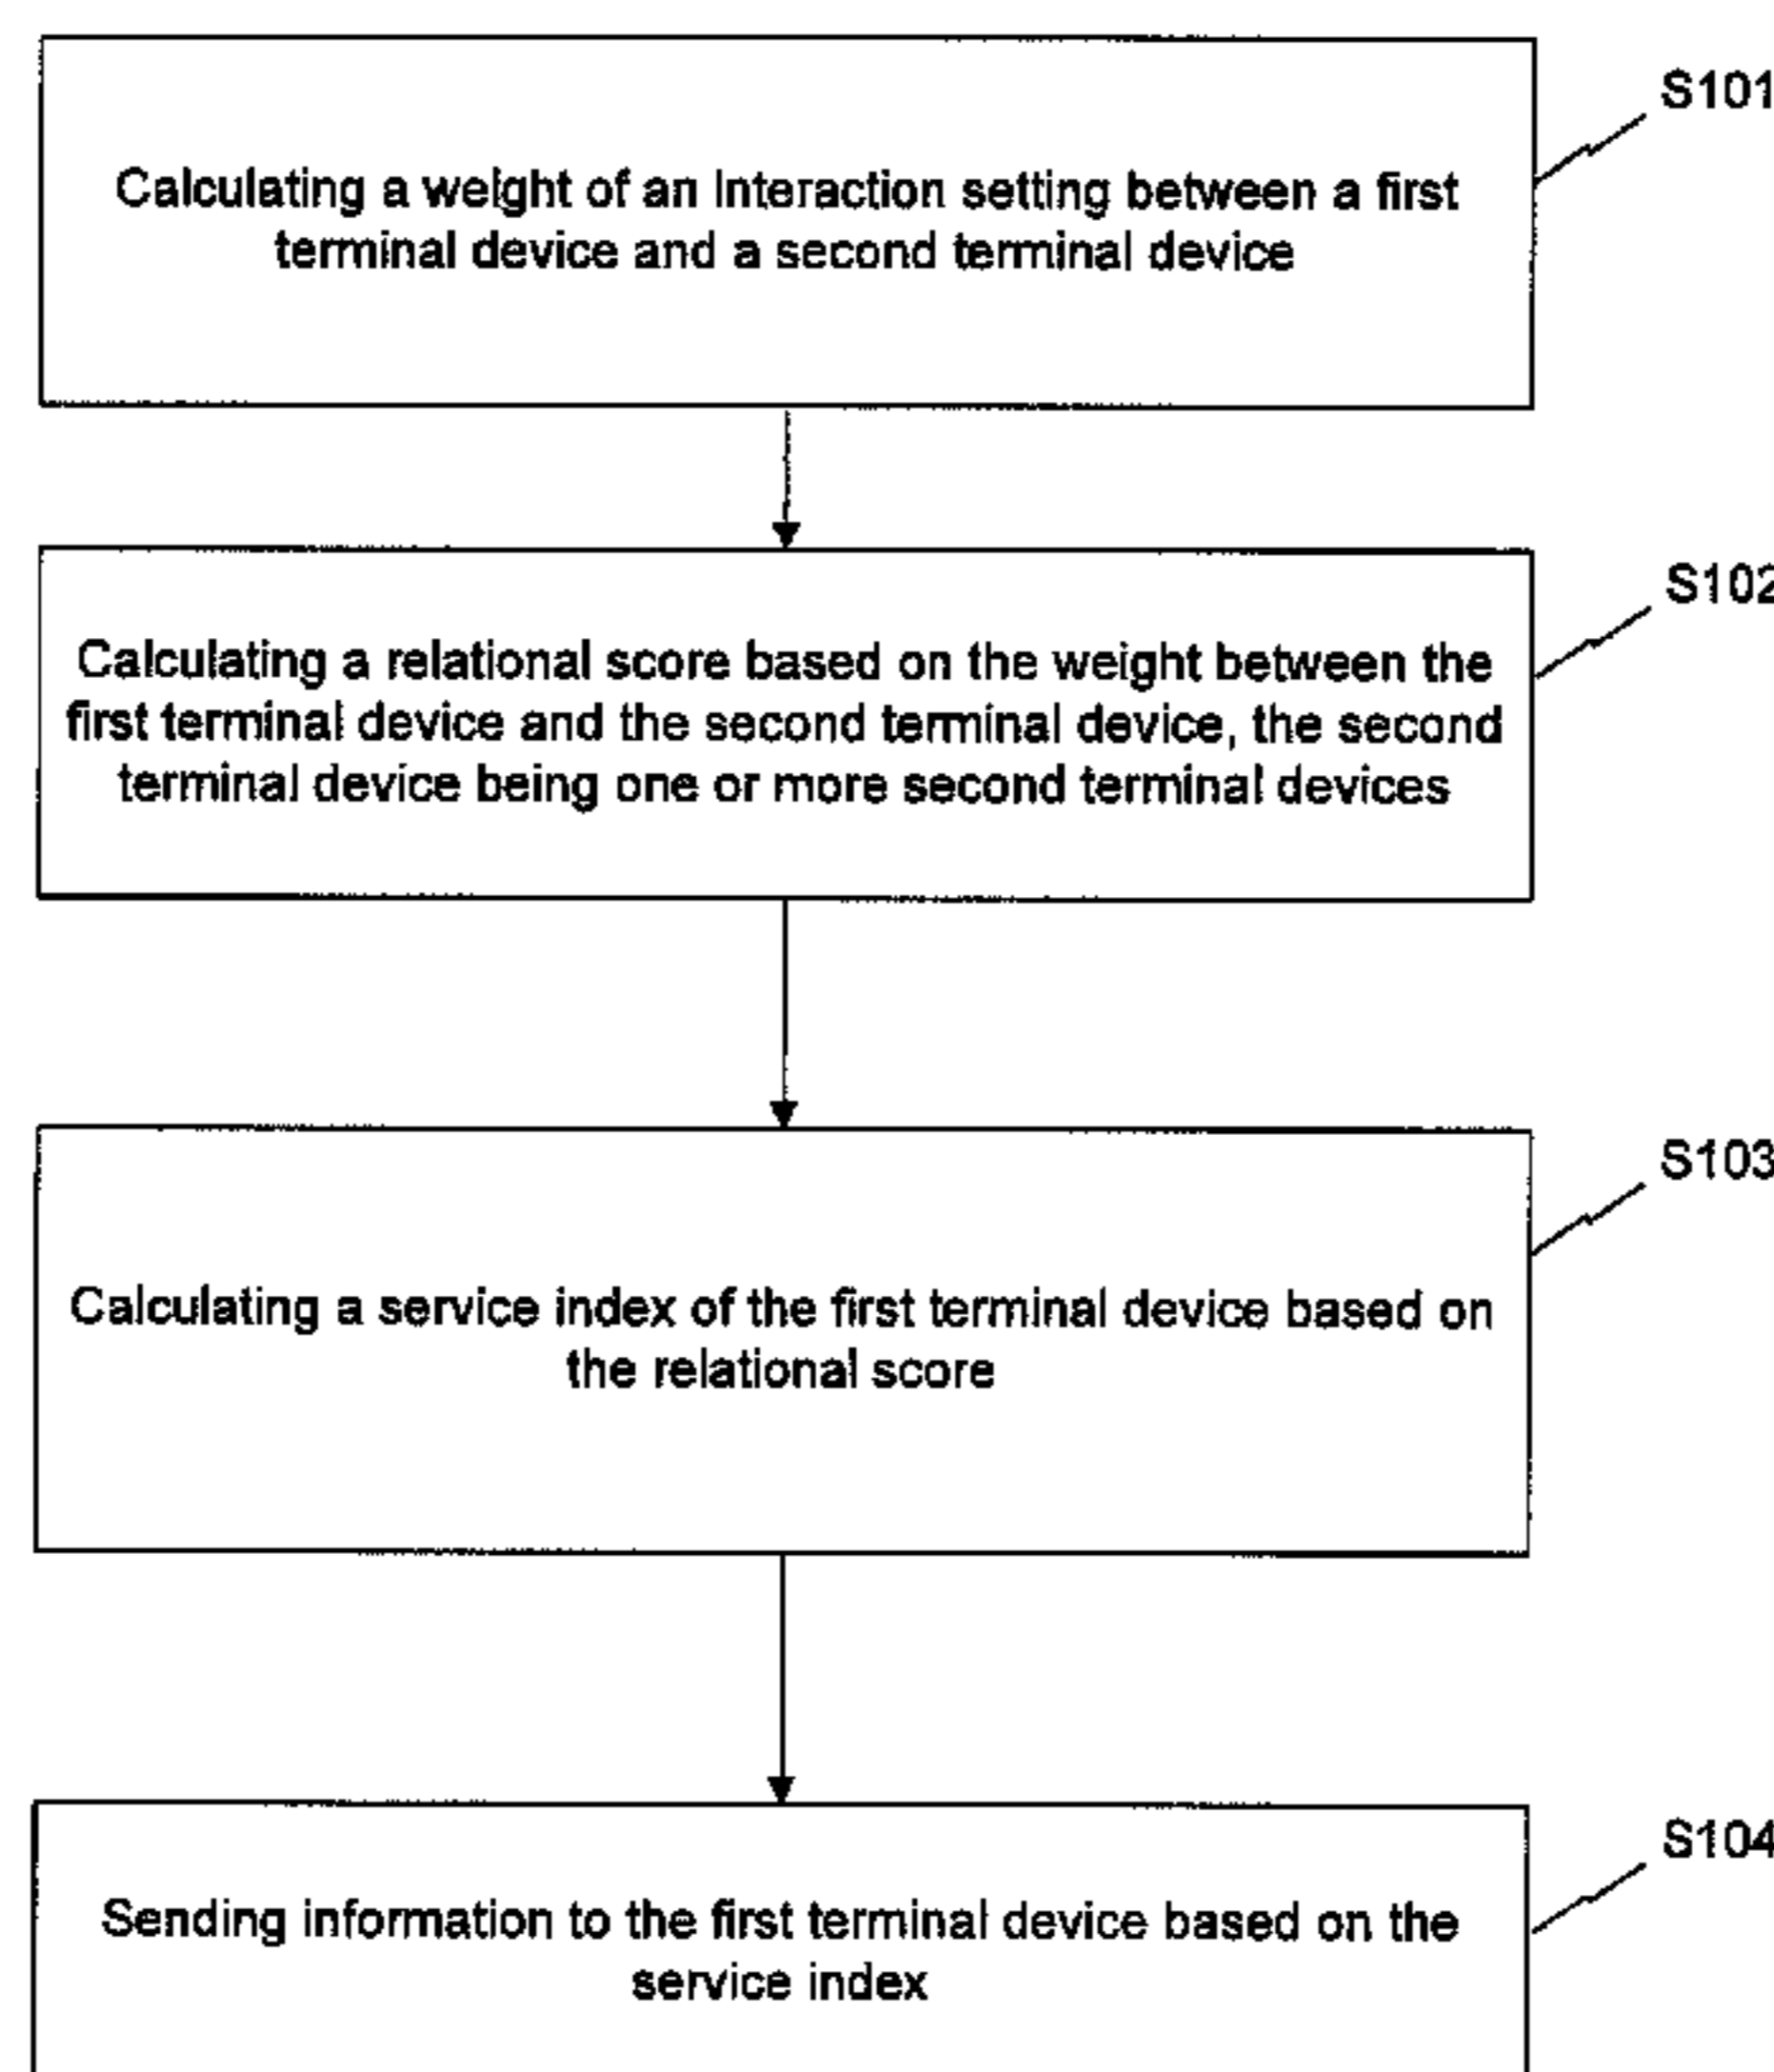 S101
Calculating a weight of an Interaction setting between a first
terminal device and a second terminal device
S102
Calculating a relational score based on the weight between the
first terminal device and the second terminal device, the second
terminal device being one or more second terminal devices
S103
Calculating a service index of the first terminal device based on
the relational score
S104
Sending information to the first terminal device based on the
service index